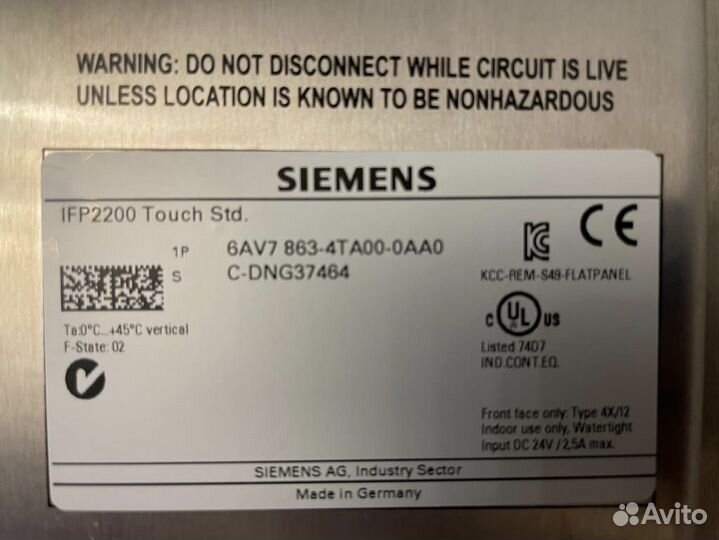 WARNING: DO NOT DISCONNECT WHILE CIRCUIT IS LIVE
UNLESS LOCATION IS KNOWN TO BE NONHAZARDOUS
SIEMENS
IFP2200 Touch Std.
1P 6AV7 863-4TA00-0AA0
S C-DNG37464
KCC-REM-S49-FLATPANEL
CE
Ta:0°C...+45°C vertical
F-State: 02
C UL US
Listed 74D7
IND.CONT.EQ.
Front face only: Type 4X/12
Indoor use only, Watertight
Input DC 24V / 2,5A max.
SIEMENS AG, Industry Sector
Made in Germany
Avito